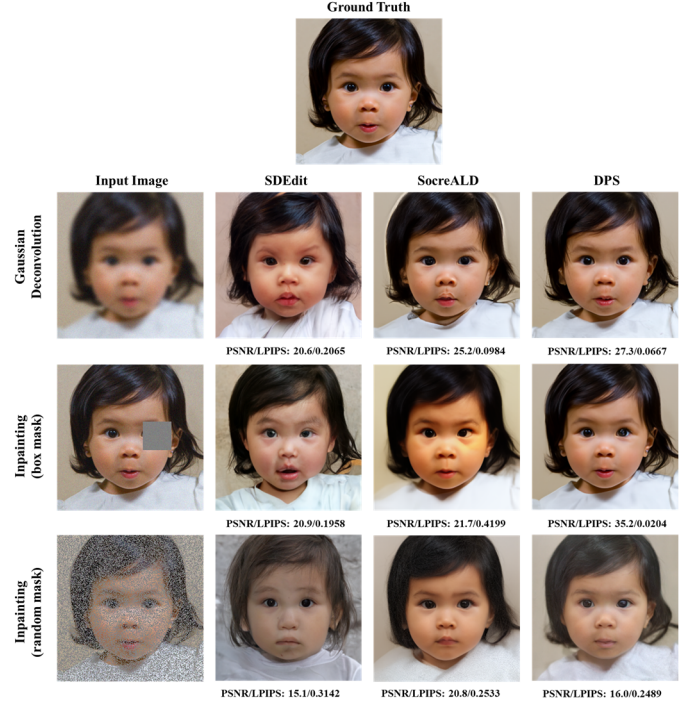 Ground Truth
Input Image SDEdit SocreALD DPS
Gaussian
Deconvolution
PSNR/LPIPS: 20.6/0.2065 PSNR/LPIPS: 25.2/0.0984 PSNR/LPIPS: 27.3/0.0667
Inpainting
(box mask)
PSNR/LPIPS: 20.9/0.1958 PSNR/LPIPS: 21.7/0.4199 PSNR/LPIPS: 35.2/0.0204
Inpainting
(random mask)
PSNR/LPIPS: 15.1/0.3142 PSNR/LPIPS: 20.8/0.2533 PSNR/LPIPS: 16.0/0.2489